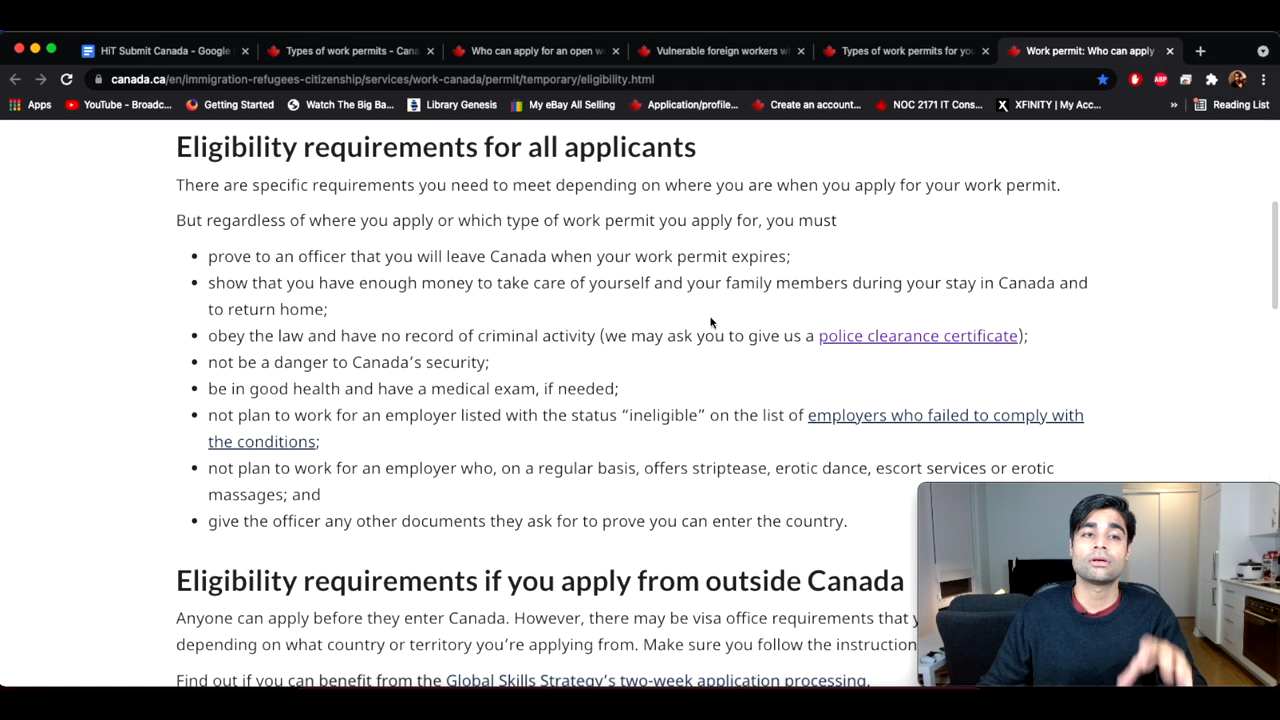 HiT Submit Canada - Google
Types of work permits - Cana
Who can apply for an open w
Vulnerable foreign workers wi
Types of work permits for you
Work permit: Who can apply
canada.ca/en/immigration-refugees-citizenship/services/work-canada/permit/temporary/eligibility.html
ABP
Apps
YouTube - Broadc...
Getting Started
Watch The Big Ba...
Library Genesis
My eBay All Selling
Application/profile...
Create an account...
NOC 2171 IT Cons...
XFINITY | My Acc...
»
Reading List
Eligibility requirements for all applicants
There are specific requirements you need to meet depending on where you are when you apply for your work permit.
But regardless of where you apply or which type of work permit you apply for, you must
• prove to an officer that you will leave Canada when your work permit expires;
• show that you have enough money to take care of yourself and your family members during your stay in Canada and
to return home;
• obey the law and have no record of criminal activity (we may ask you to give us a police clearance certificate);
• not be a danger to Canada's security;
• be in good health and have a medical exam, if needed;
• not plan to work for an employer listed with the status “ineligible” on the list of employers who failed to comply with
the conditions;
• not plan to work for an employer who, on a regular basis, offers striptease, erotic dance, escort services or erotic
massages; and
• give the officer any other documents they ask for to prove you can enter the country.
Eligibility requirements if you apply from outside Canada
Anyone can apply before they enter Canada. However, there may be visa office requirements that
depending on what country or territory you're applying from. Make sure you follow the instruction
Find out if you can benefit from the Global Skills Strategy's two-week application processing.